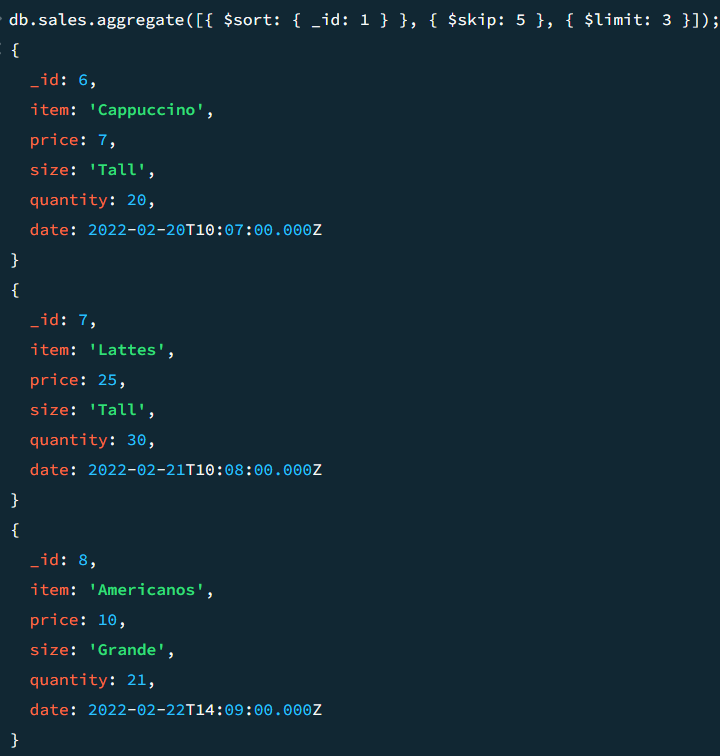 db.sales.aggregate([{ $sort: { _id: 1 } }, { $skip: 5 }, { $limit: 3 }]);
{
_id: 6,
item: 'Cappuccino',
price: 7,
size: 'Tall',
quantity: 20,
date: 2022-02-20T10:07:00.000Z
}
{
_id: 7,
item: 'Lattes',
price: 25,
size: 'Tall',
quantity: 30,
date: 2022-02-21T10:08:00.000Z
}
{
_id: 8,
item: 'Americanos',
price: 10,
size: 'Grande',
quantity: 21,
date: 2022-02-22T14:09:00.000Z
}